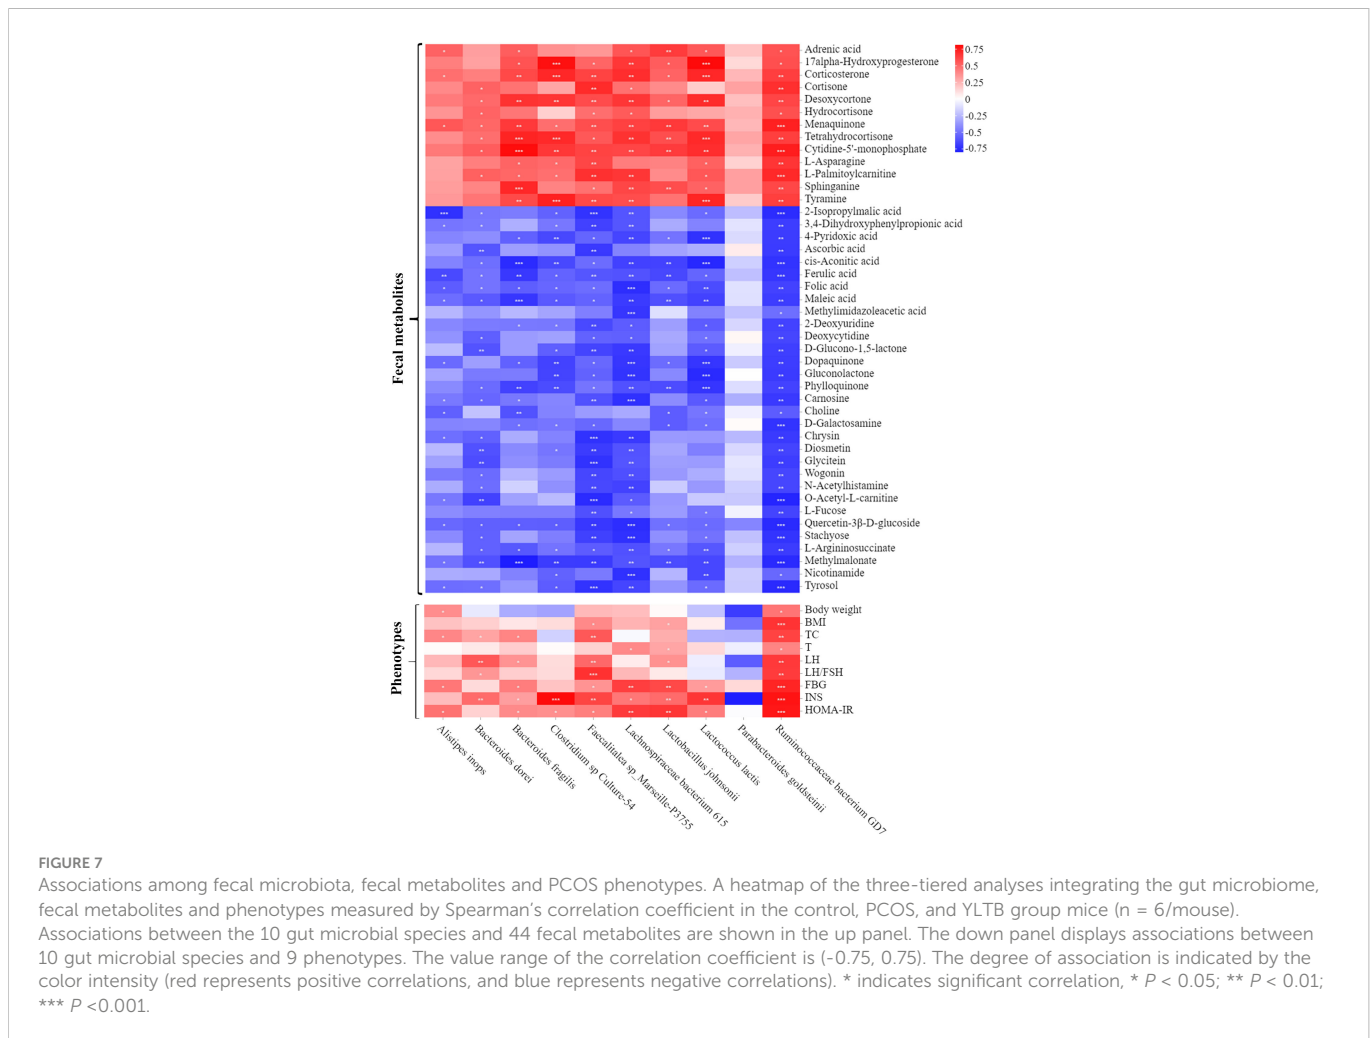 Adrenic acid
17alpha-Hydroxyprogesterone
Corticosterone
Cortisone
Desoxycortone
Hydrocortisone
Menaquinone
Tetrahydrocortisone
Cytidine-5'-monophosphate
L-Asparagine
L-Palmitoylcarnitine
Sphinganine
Tyramine
2-Isopropylmalic acid
3,4-Dihydroxyphenylpropionic acid
4-Pyridoxic acid
Ascorbic acid
cis-Aconitic acid
Ferulic acid
Folic acid
Maleic acid
Methylimidazoleacetic acid
2-Deoxyuridine
Deoxycytidine
D-Glucono-1,5-lactone
Dopaquinone
Gluconolactone
Phylloquinone
Carnosine
Choline
D-Galactosamine
Chrysin
Diosmetin
Glycitein
Wogonin
N-Acetylhistamine
O-Acetyl-L-carnitine
L-Fucose
Quercetin-3β-D-glucoside
Stachyose
L-Argininosuccinate
Methylmalonate
Nicotinamide
Tyrosol
0.75
0.5
0.25
0
-0.25
-0.5
-0.75
Fecal metabolites
Body weight
BMI
TC
T
LH
LH/FSH
FBG
INS
HOMA-IR
Phenotypes
Alistipes inops
Bacteroides dorei
Bacteroides fragilis
Clostridium sp Culture-54
Faecalitalea sp_Marseille-P3755
Lachnospiraceae bacterium 615
Lactobacillus johnsonii
Lactococcus lactis
Parabacteroides goldsteinii
Ruminococcaceae bacterium GD7
FIGURE 7
Associations among fecal microbiota, fecal metabolites and PCOS phenotypes. A heatmap of the three-tiered analyses integrating the gut microbiome,
fecal metabolites and phenotypes measured by Spearman's correlation coefficient in the control, PCOS, and YLTB group mice (n = 6/mouse).
Associations between the 10 gut microbial species and 44 fecal metabolites are shown in the up panel. The down panel displays associations between
10 gut microbial species and 9 phenotypes. The value range of the correlation coefficient is (-0.75, 0.75). The degree of association is indicated by the
color intensity (red represents positive correlations, and blue represents negative correlations). * indicates significant correlation, * P < 0.05; ** P < 0.01;
*** P <0.001.